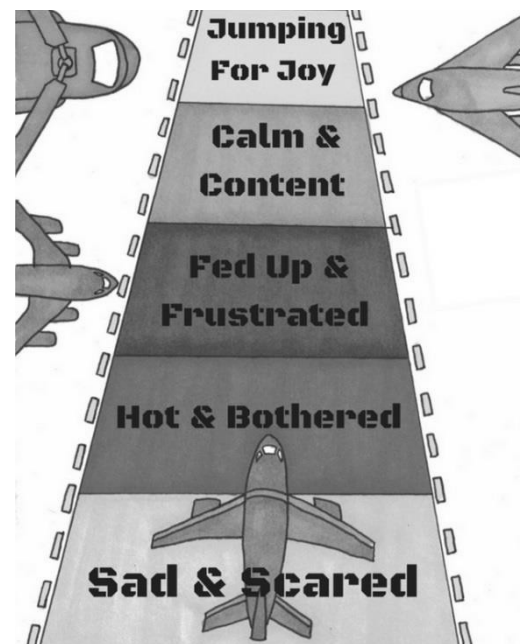 Jumping
For Joy
Calm &
Content
Fed Up &
Frustrated
Hot & Bothered
Sad & Scared